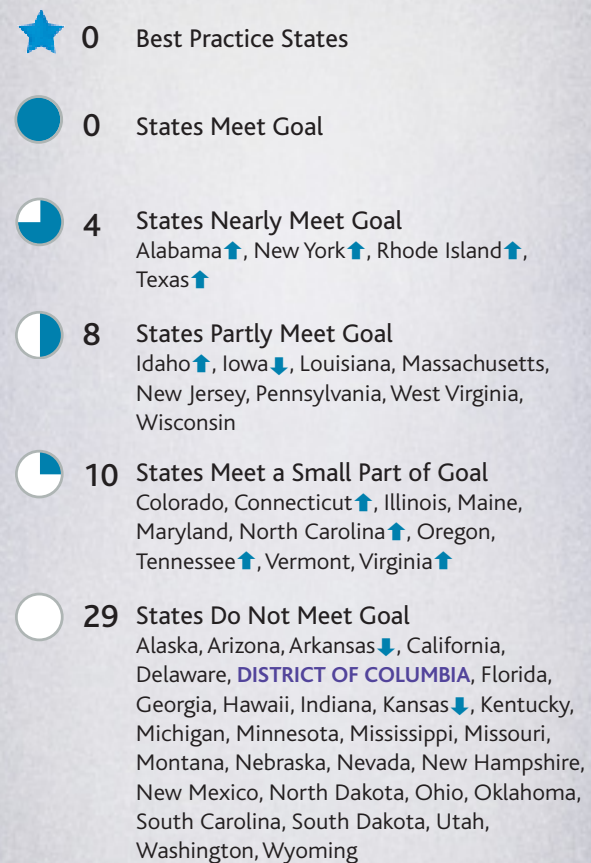 0 Best Practice States
0 States Meet Goal
4 States Nearly Meet Goal
Alabama⬆, New York⬆, Rhode Island⬆,
Texas⬆
8 States Partly Meet Goal
Idaho⬆, Iowa⬇, Louisiana, Massachusetts,
New Jersey, Pennsylvania, West Virginia,
Wisconsin
10 States Meet a Small Part of Goal
Colorado, Connecticut⬆, Illinois, Maine,
Maryland, North Carolina⬆, Oregon,
Tennessee⬆, Vermont, Virginia⬆
29 States Do Not Meet Goal
Alaska, Arizona, Arkansas⬇, California,
Delaware, DISTRICT OF COLUMBIA, Florida,
Georgia, Hawaii, Indiana, Kansas⬇, Kentucky,
Michigan, Minnesota, Mississippi, Missouri,
Montana, Nebraska, Nevada, New Hampshire,
New Mexico, North Dakota, Ohio, Oklahoma,
South Carolina, South Dakota, Utah,
Washington, Wyoming